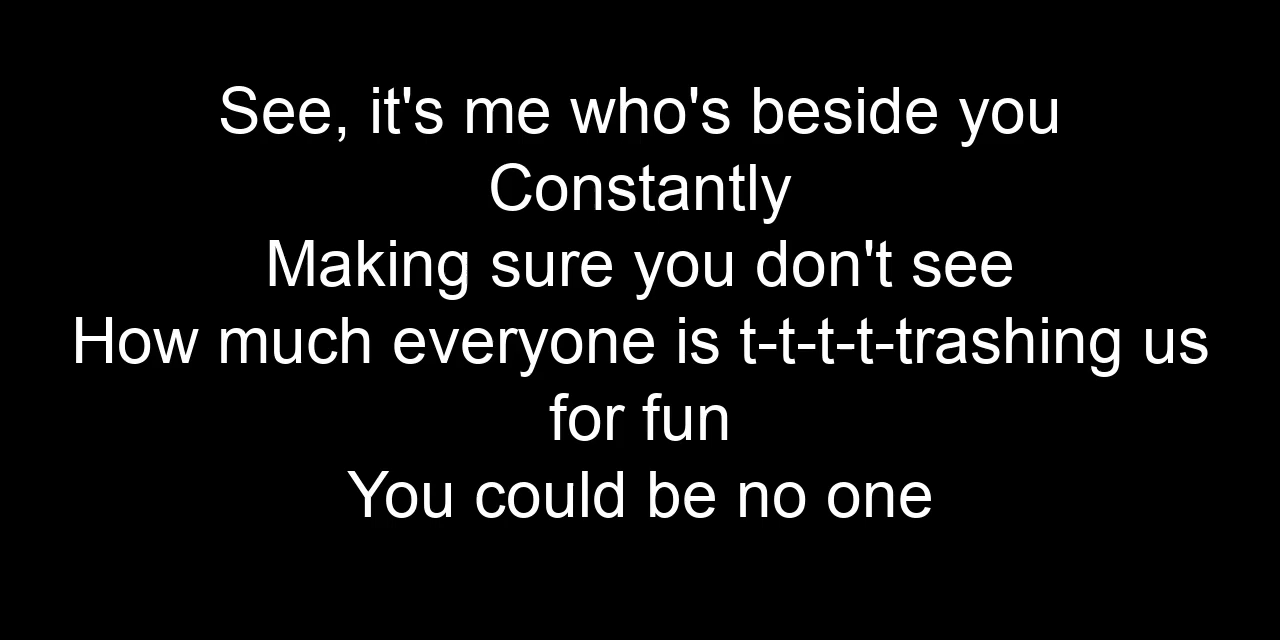 See, it's me who's beside you
Constantly
Making sure you don't see
How much everyone is t-t-t-t-trashing us
for fun
You could be no one